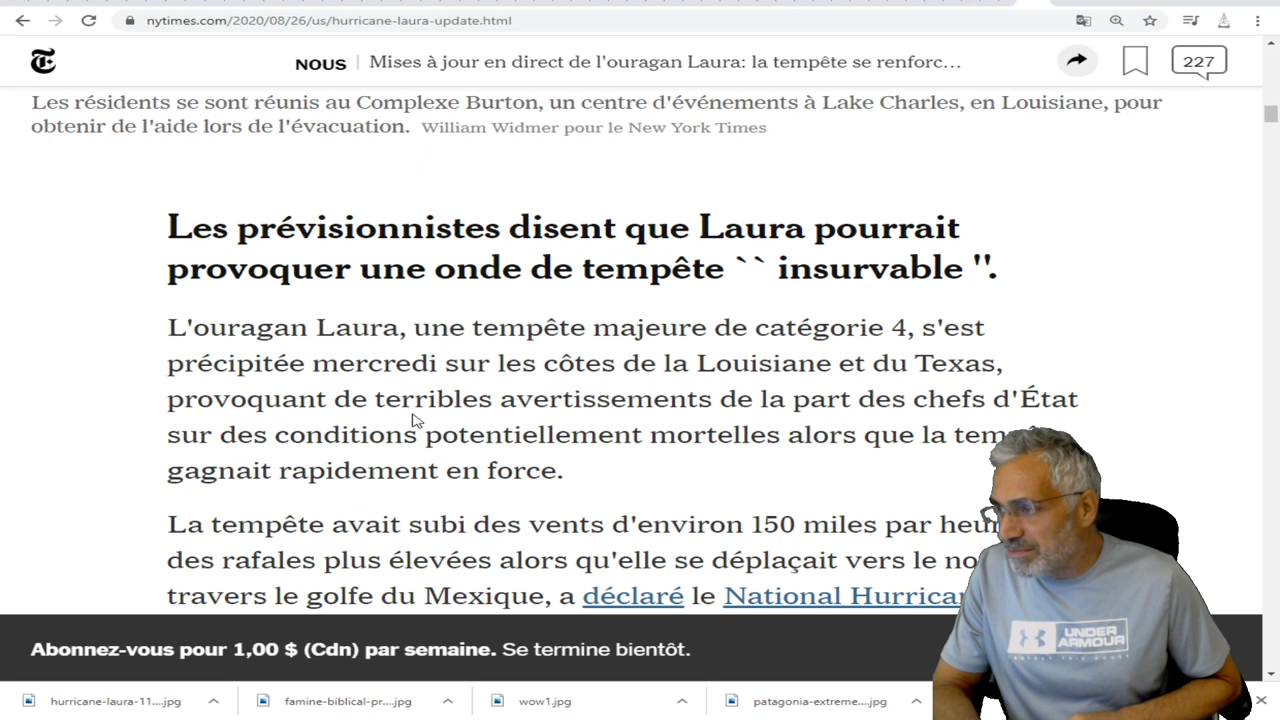 nytimes.com/2020/08/26/us/hurricane-laura-update.html
NOUS | Mises à jour en direct de l'ouragan Laura: la tempête se renforc…
227
Les résidents se sont réunis au Complexe Burton, un centre d'événements à Lake Charles, en Louisiane, pour
obtenir de l'aide lors de l'évacuation. William Widmer pour le New York Times
Les prévisionnistes disent que Laura pourrait
provoquer une onde de tempête `` insurvable ''.
L'ouragan Laura, une tempête majeure de catégorie 4, s'est
précipitée mercredi sur les côtes de la Louisiane et du Texas,
provoquant de terribles avertissements de la part des chefs d'État
sur des conditions potentiellement mortelles alors que la
gagnait rapidement en force.
La tempête avait subi des vents d'environ 150 miles par
des rafales plus élevées alors qu'elle se déplaçait vers le
travers le golfe du Mexique, a déclaré le National
Abonnez-vous pour 1,00 $ (Cdn) par semaine. Se termine bientôt.
UNDER
ARMOUR
hurricane-laura-11....jpg
famine-biblical-pr....jpg
wow1.jpg
patagonia-extreme....jpg